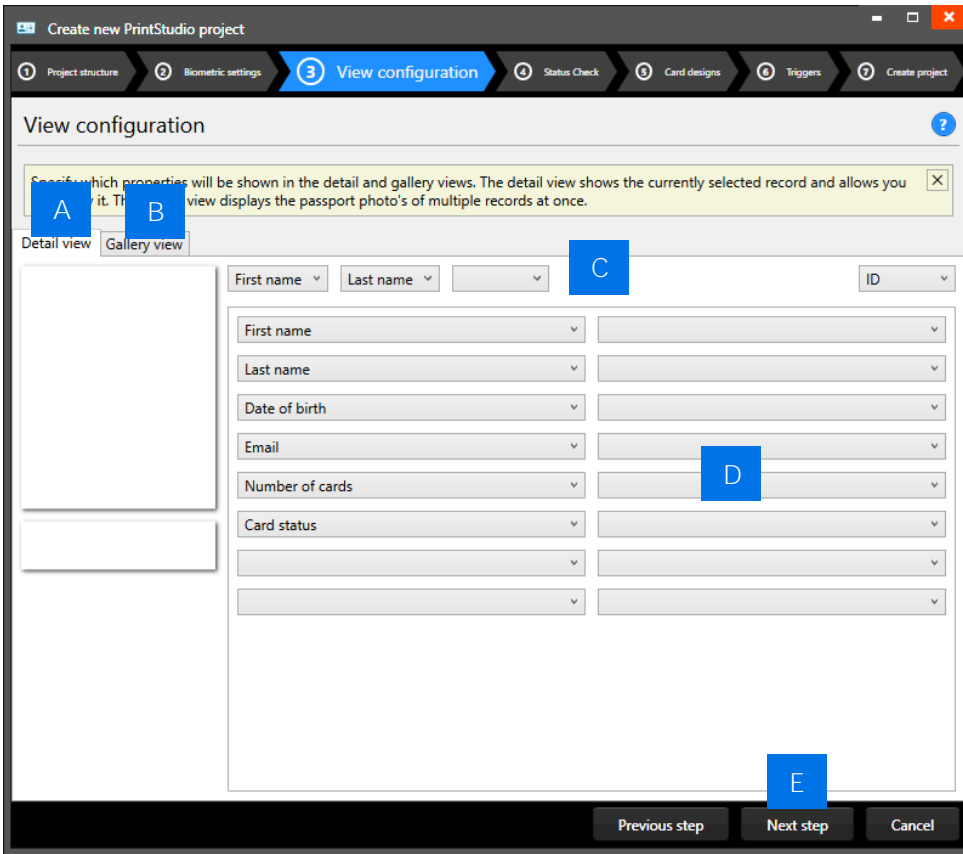 Create new PrintStudio project
1 Project structure 2 Biometric settings 3 View configuration 4 Status Check 5 Card designs 6 Triggers 7 Create project
View configuration ?
which properties will be shown in the detail and gallery views. The detail view shows the currently selected record and allows you
it. view displays the passport photo's of multiple records at once.
A B
Detail view Gallery view
C
First name Last name ID
First name
Last name
Date of birth
Email
D
Number of cards
Card status
E
Previous step Next step Cancel